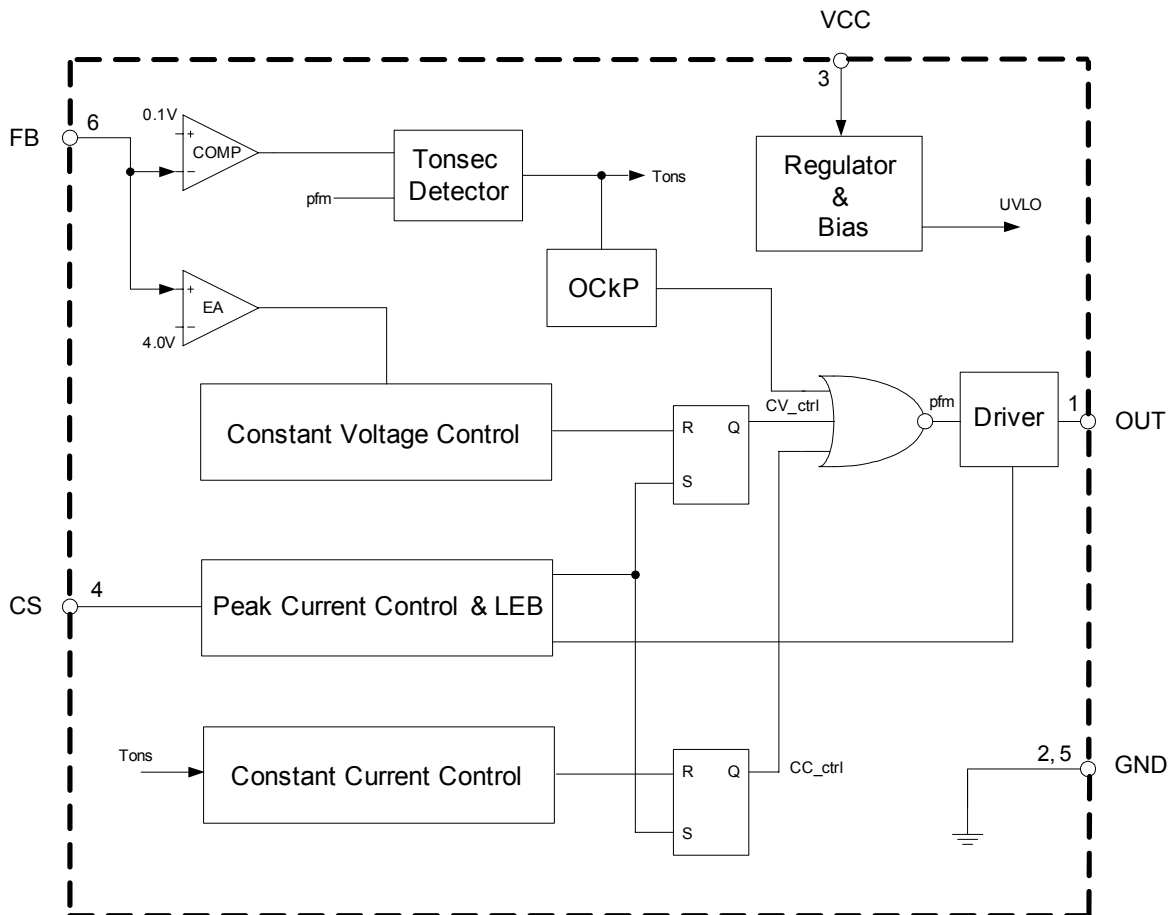 VCC
3
FB
6
0.1V
+
COMP
−
Tonsec
Detector
pfm
Tons
Regulator
&
Bias
UVLO
OCkP
+
EA
−
4.0V
Constant Voltage Control
R
Q
S
CV_ctrl
pfm
Driver
1
OUT
CS
4
Peak Current Control & LEB
Tons
Constant Current Control
R
Q
S
CC_ctrl
2, 5
GND